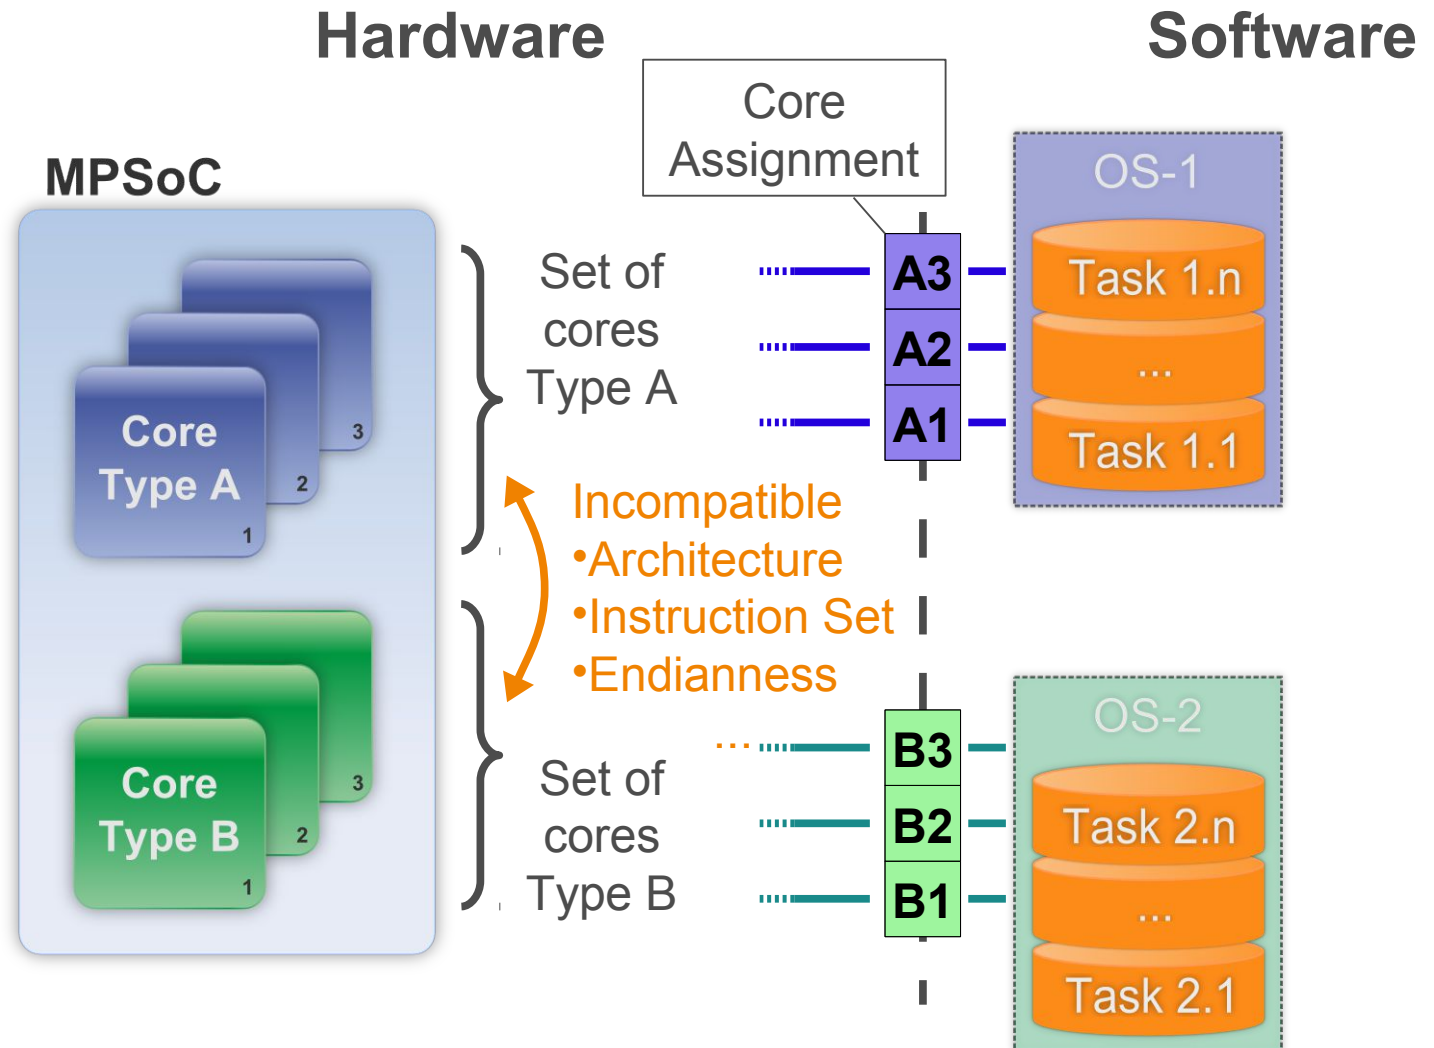 Hardware
Software
Core
Assignment
MPSoC
Core
Type A
1
2
3
Set of
cores
Type A
A3
A2
A1
OS-1
Task 1.n
...
Task 1.1
Incompatible
•Architecture
•Instruction Set
•Endianness
Core
Type B
1
2
3
...
Set of
cores
Type B
B3
B2
B1
OS-2
Task 2.n
...
Task 2.1